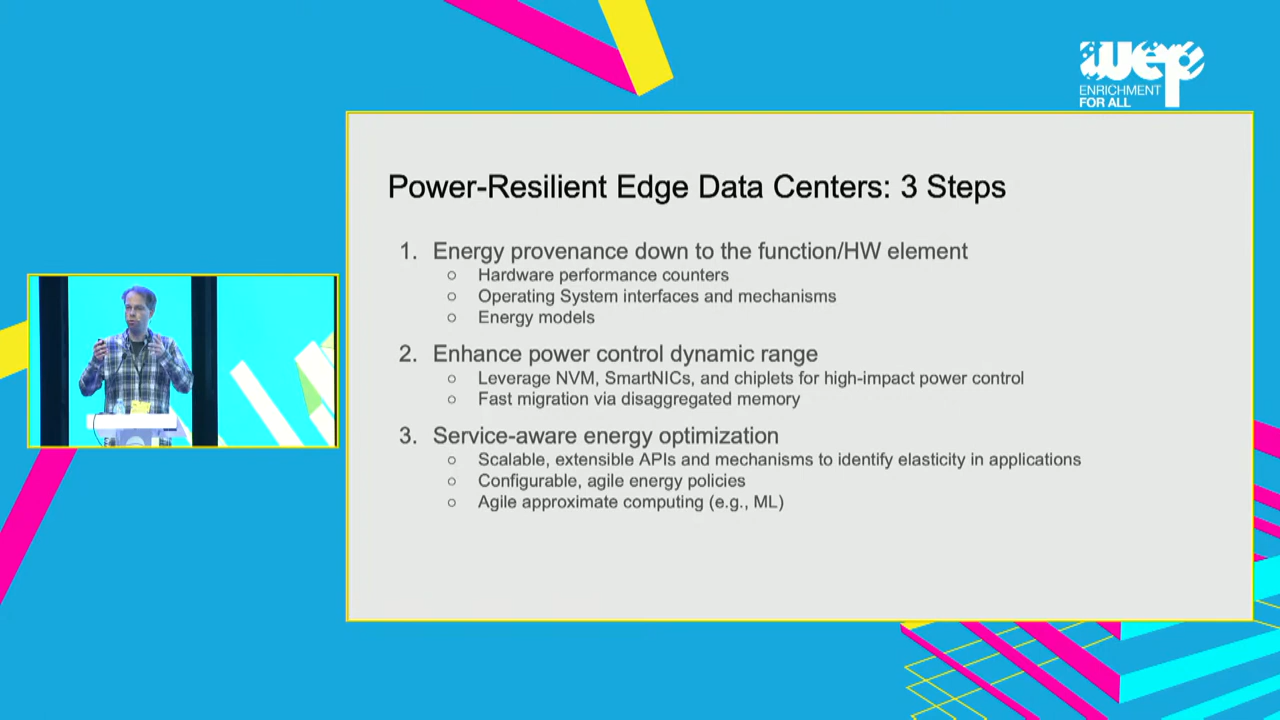 iwep
ENRICHMENT
FOR ALL
Power-Resilient Edge Data Centers: 3 Steps
1. Energy provenance down to the function/HW element
○ Hardware performance counters
○ Operating System interfaces and mechanisms
○ Energy models
2. Enhance power control dynamic range
○ Leverage NVM, SmartNICs, and chiplets for high-impact power control
○ Fast migration via disaggregated memory
3. Service-aware energy optimization
○ Scalable, extensible APIs and mechanisms to identify elasticity in applications
○ Configurable, agile energy policies
○ Agile approximate computing (e.g., ML)